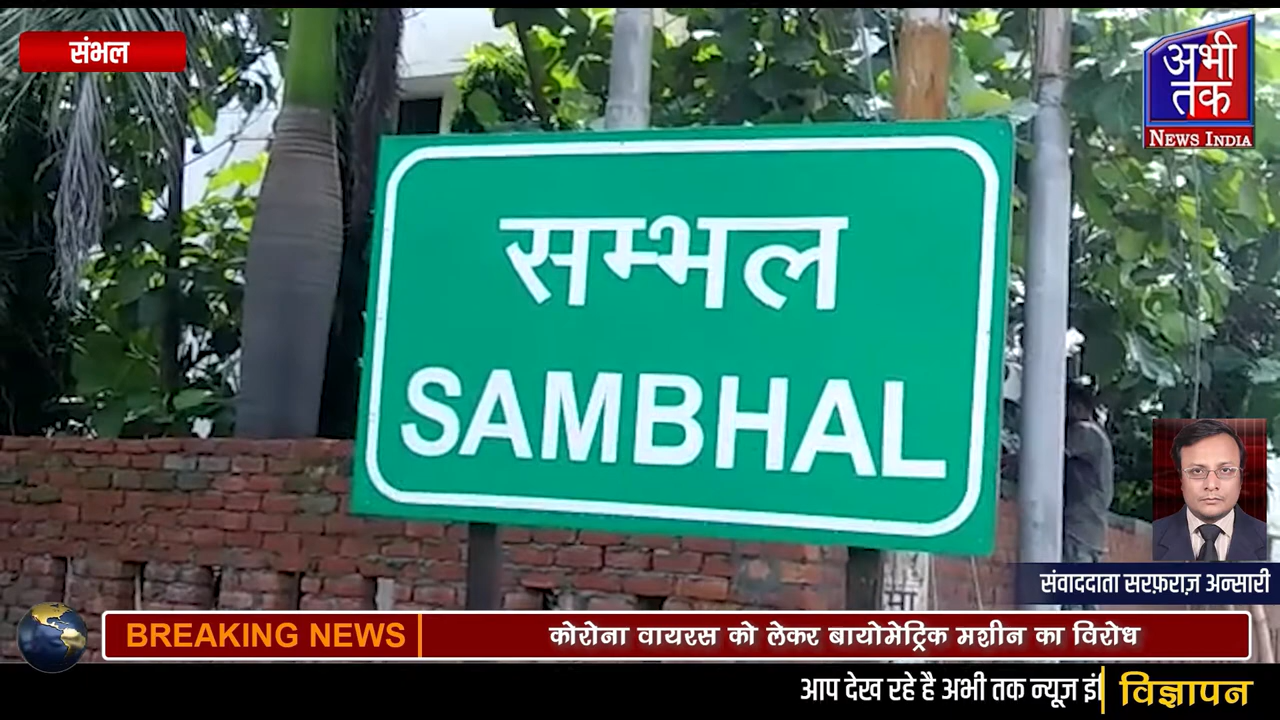 संभल
अभी
तक
NEWS INDIA
सम्भल
SAMBHAL
संवाददाता सरफ़राज़ अन्सारी
BREAKING NEWS
कोरोना वायरस को लेकर बायोमेट्रिक मशीन का विरोध
आप देख रहे है अभी तक न्यूज़ इं
विज्ञापन